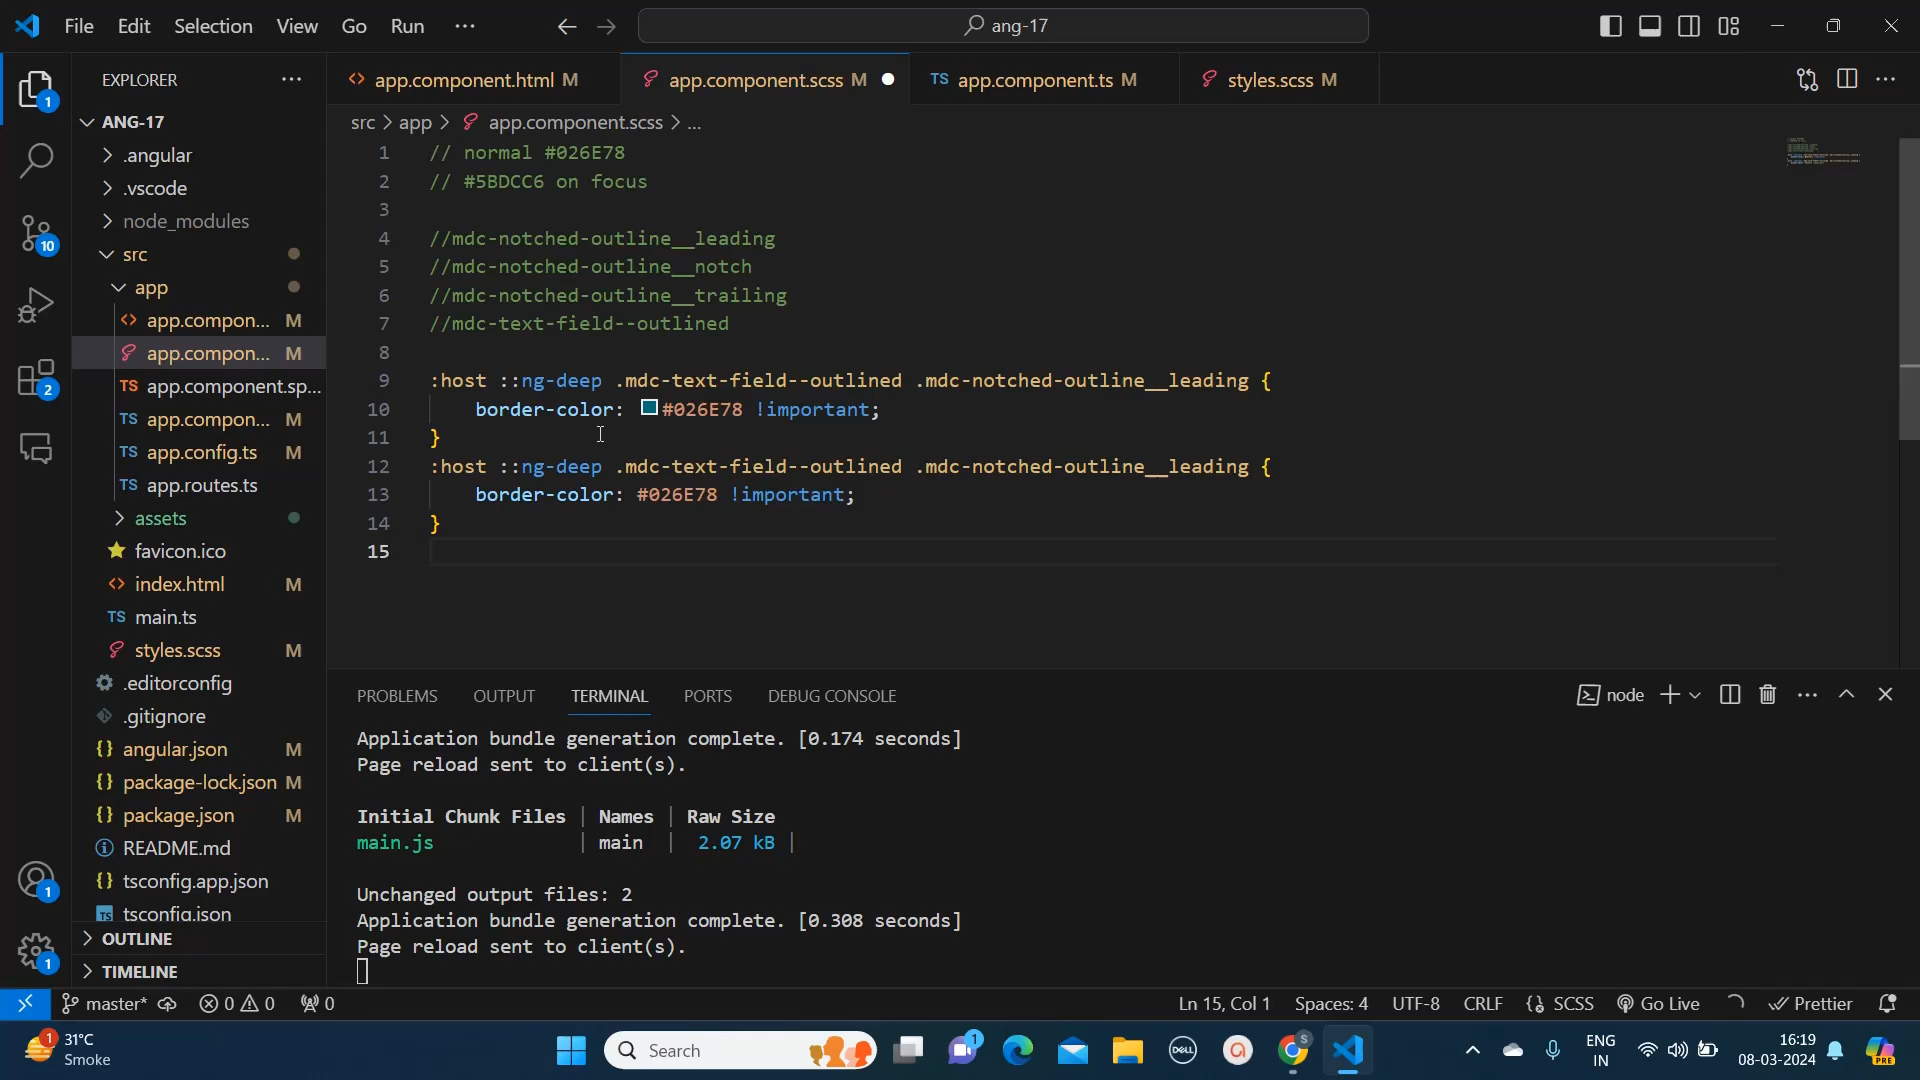 File Edit Selection View Go Run ··· ang-17
EXPLORER ···
ANG-17
.angular
.vscode
node_modules
src
app
app.compon... M
app.compon... M
TS app.component.sp...
TS app.compon... M
TS app.config.ts M
TS app.routes.ts
assets
favicon.ico
index.html M
TS main.ts
styles.scss M
.editorconfig
.gitignore
{} angular.json M
{} package-lock.json M
{} package.json M
README.md
{} tsconfig.app.json
TS tsconfig.json
OUTLINE
TIMELINE
1
10
2
1
1
<> app.component.html M app.component.scss M TS app.component.ts M styles.scss M
src > app > app.component.scss > ...
1 // normal #026E78
2 // #5BDCC6 on focus
3
4 //mdc-notched-outline__leading
5 //mdc-notched-outline__notch
6 //mdc-notched-outline__trailing
7 //mdc-text-field--outlined
8
9 :host ::ng-deep .mdc-text-field--outlined .mdc-notched-outline__leading {
10 border-color: #026E78 !important;
11 }
12 :host ::ng-deep .mdc-text-field--outlined .mdc-notched-outline__leading {
13 border-color: #026E78 !important;
14 }
15
PROBLEMS OUTPUT TERMINAL PORTS DEBUG CONSOLE node
Application bundle generation complete. [0.174 seconds]
Page reload sent to client(s).
Initial Chunk Files | Names | Raw Size
main.js | main | 2.07 kB |
Unchanged output files: 2
Application bundle generation complete. [0.308 seconds]
Page reload sent to client(s).
master* 0 0 0 Ln 15, Col 1 Spaces: 4 UTF-8 CRLF {} SCSS Go Live Prettier
1
31°C
Smoke
Search
1
DELL
S
ENG
IN
16:19
08-03-2024
PRE